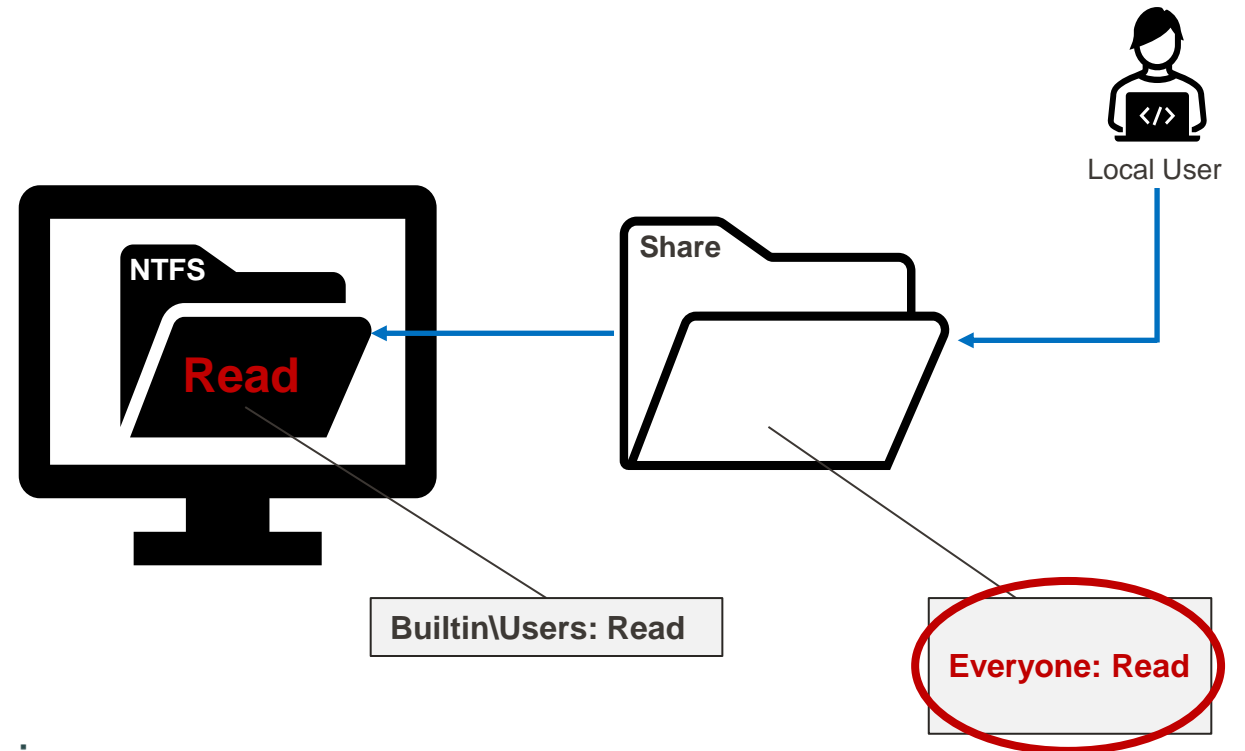 </>
Local User
Share
NTFS
Read
Builtin\Users: Read
Everyone: Read